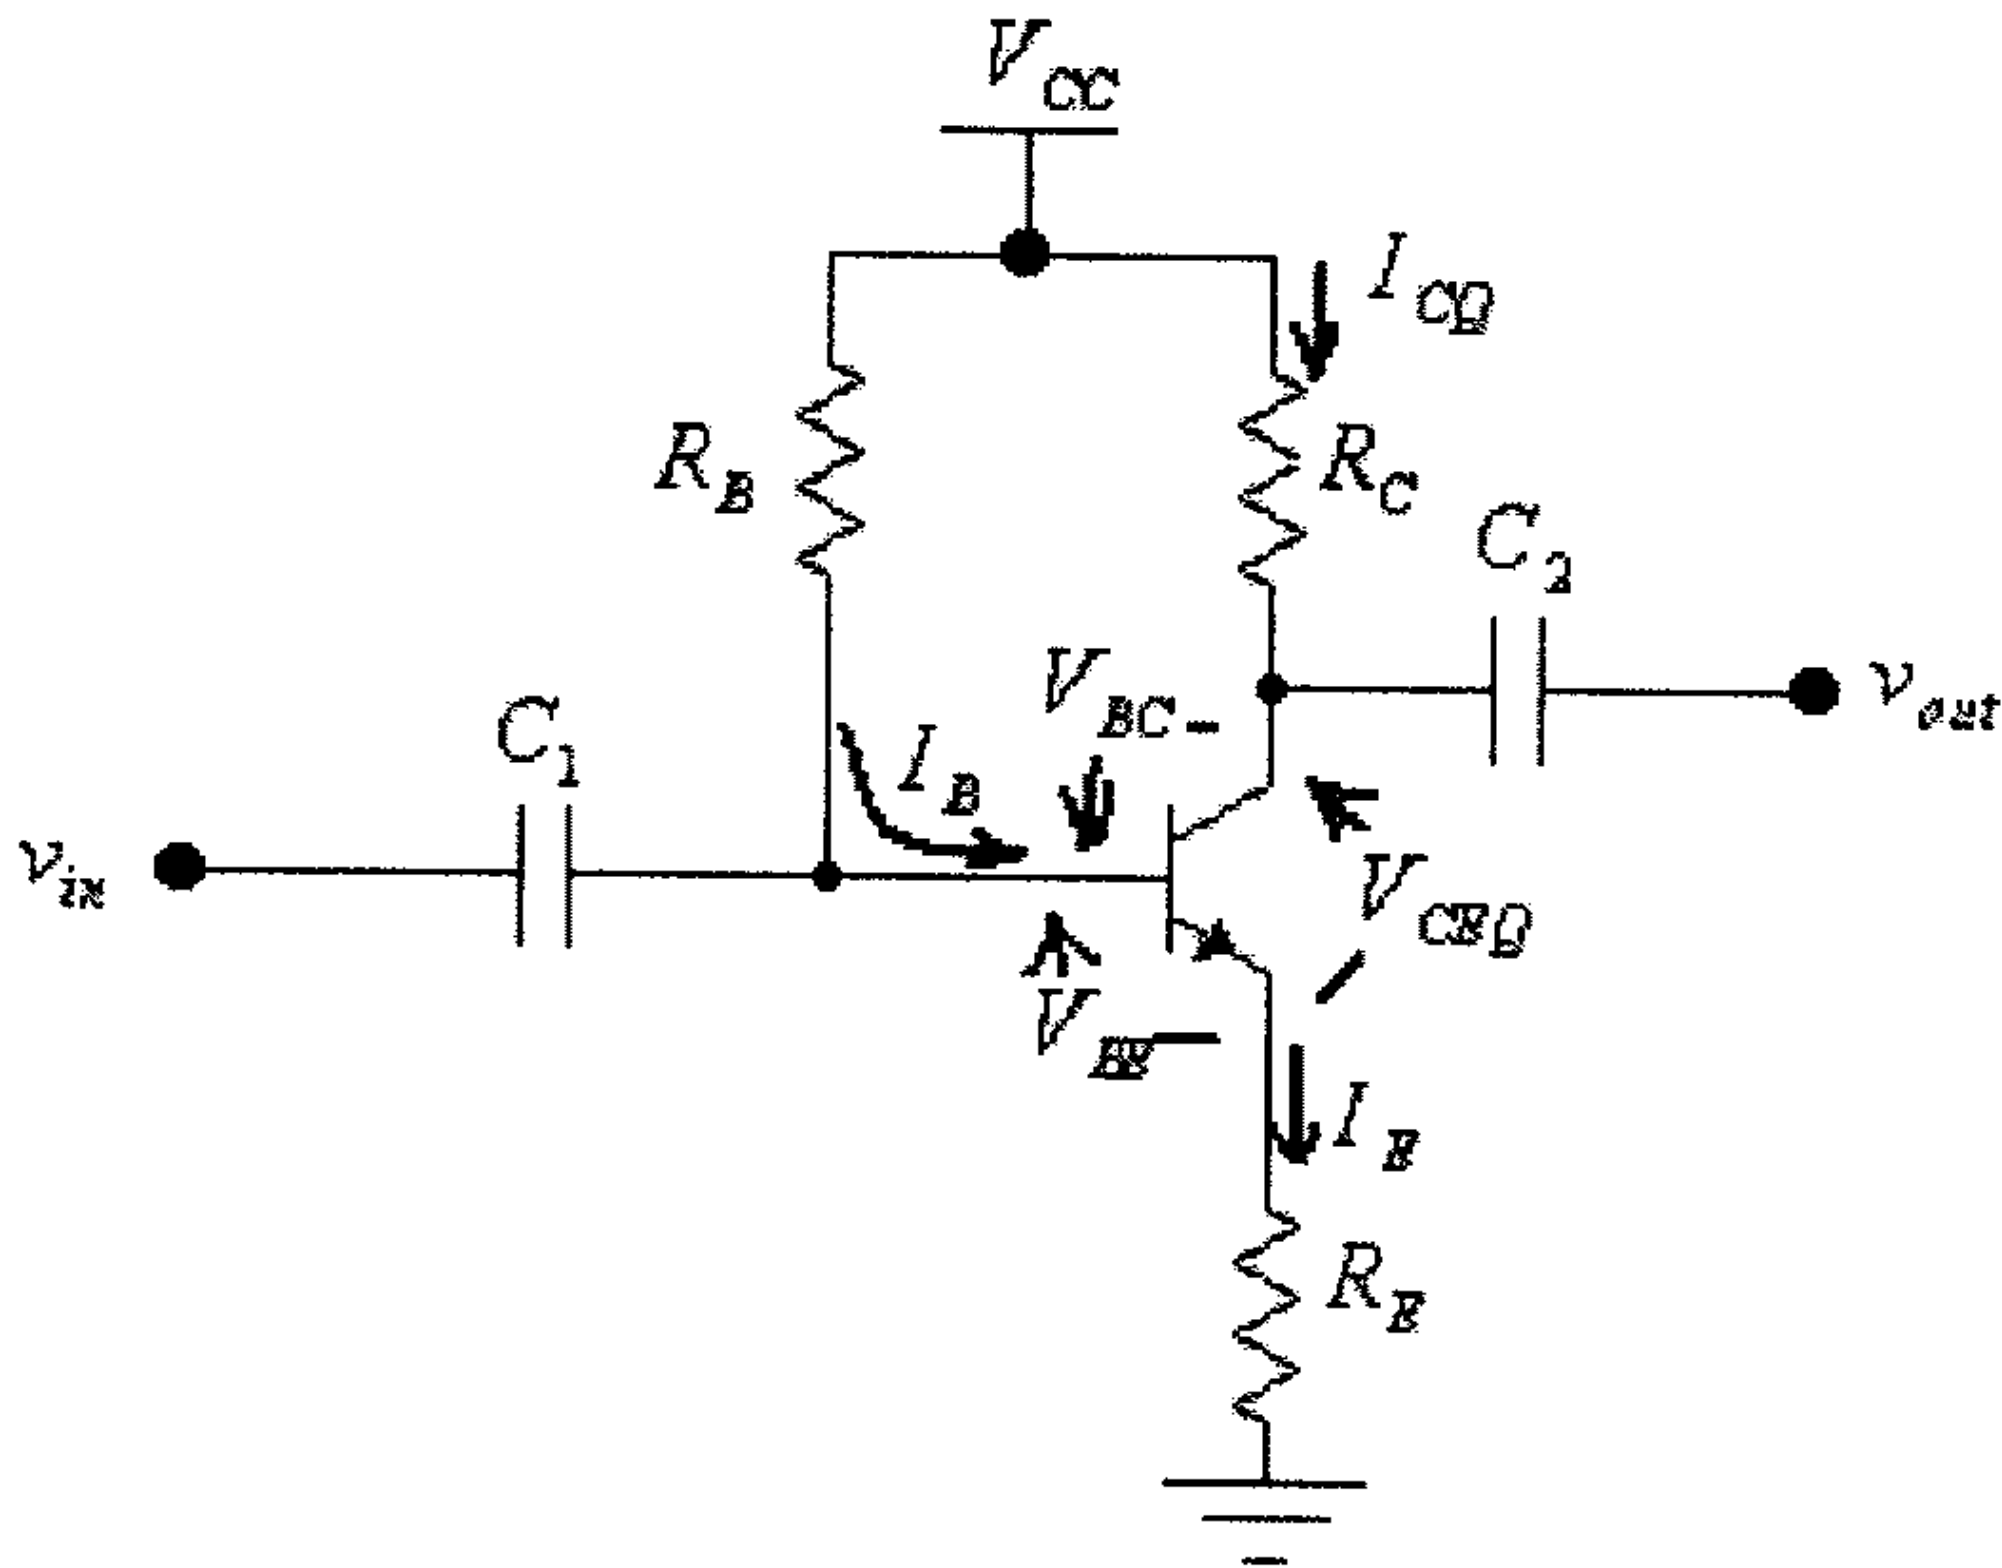 V_CC
I_CQ
R_B
R_C
C_2
V_BC -
v_out
C_1
I_B
v_in
V_CEQ
V_BE
I_E
R_E